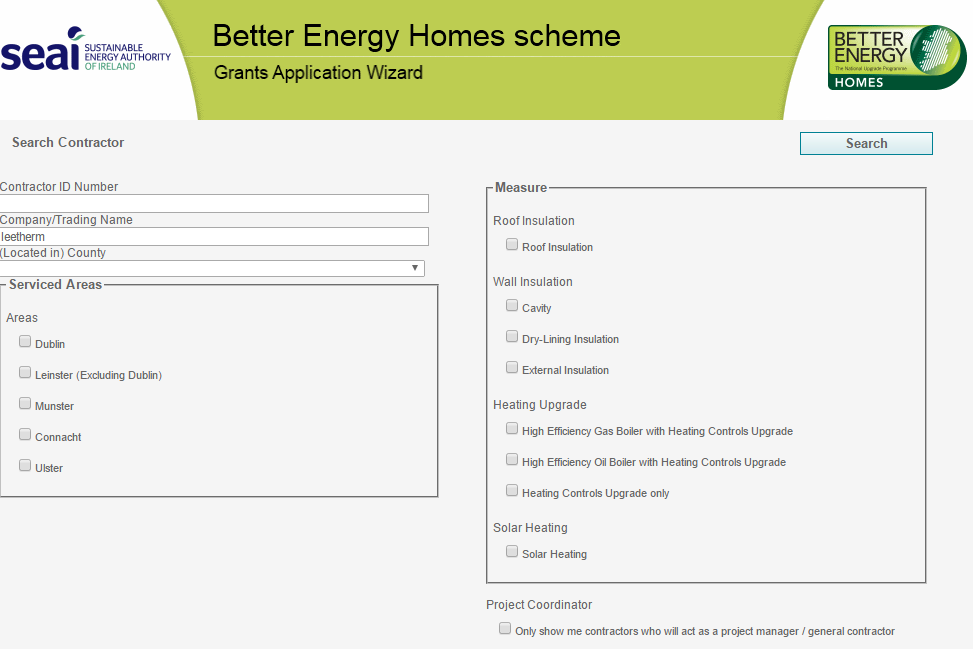 seai SUSTAINABLE
ENERGY AUTHORITY
OF IRELAND
Better Energy Homes scheme
Grants Application Wizard
BETTER
ENERGY
The National Upgrade Programme
HOMES
Search Contractor
Search
Contractor ID Number
Company/Trading Name
leetherm
(Located in) County
Serviced Areas
Areas
Dublin
Leinster (Excluding Dublin)
Munster
Connacht
Ulster
Measure
Roof Insulation
Roof Insulation
Wall Insulation
Cavity
Dry-Lining Insulation
External Insulation
Heating Upgrade
High Efficiency Gas Boiler with Heating Controls Upgrade
High Efficiency Oil Boiler with Heating Controls Upgrade
Heating Controls Upgrade only
Solar Heating
Solar Heating
Project Coordinator
Only show me contractors who will act as a project manager / general contractor